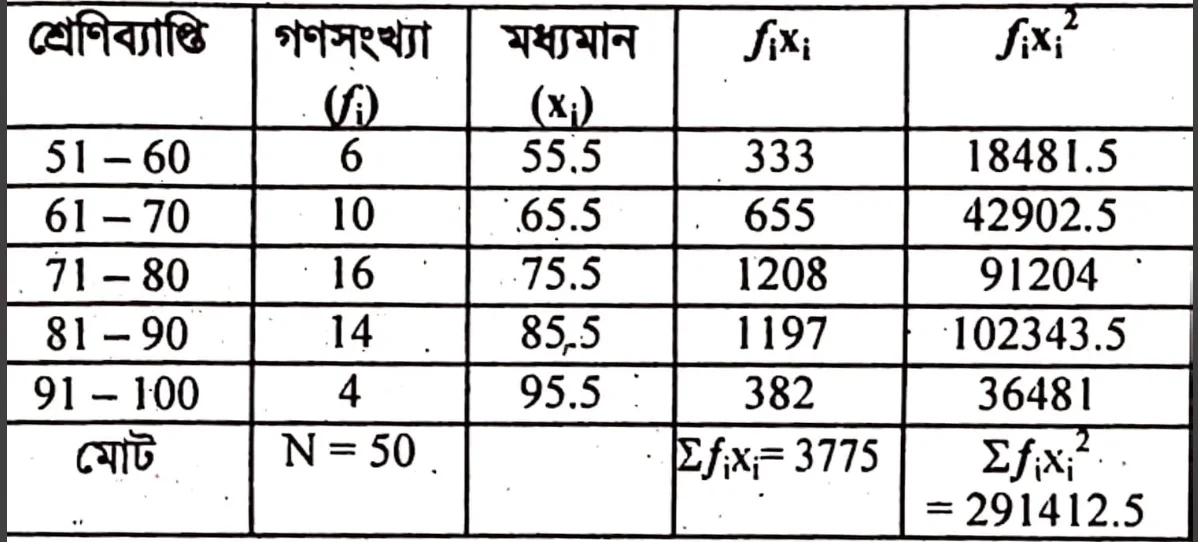 শ্রেণিব্যাপ্তি গণসংখ্যা (fᵢ) মধ্যমান (xᵢ) fᵢxᵢ fᵢxᵢ²
51 – 60 6 55.5 333 18481.5
61 – 70 10 65.5 655 42902.5
71 – 80 16 75.5 1208 91204
81 – 90 14 85.5 1197 102343.5
91 – 100 4 95.5 382 36481
মোট N = 50 Σfᵢxᵢ= 3775 Σfᵢxᵢ² = 291412.5